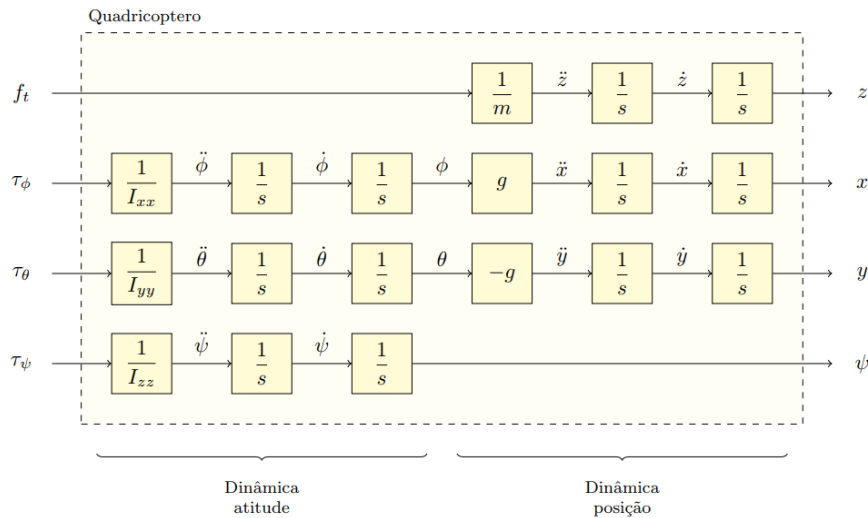 Quadricoptero
f_t 1/m z̈ 1/s ż 1/s z
τ_ϕ 1/I_xx ϕ̈ 1/s ϕ̇ 1/s ϕ g ẍ 1/s ẋ 1/s x
τ_θ 1/I_yy θ̈ 1/s θ̇ 1/s θ −g ÿ 1/s ẏ 1/s y
τ_ψ 1/I_zz ψ̈ 1/s ψ̇ 1/s ψ
Dinâmica
atitude
Dinâmica
posição